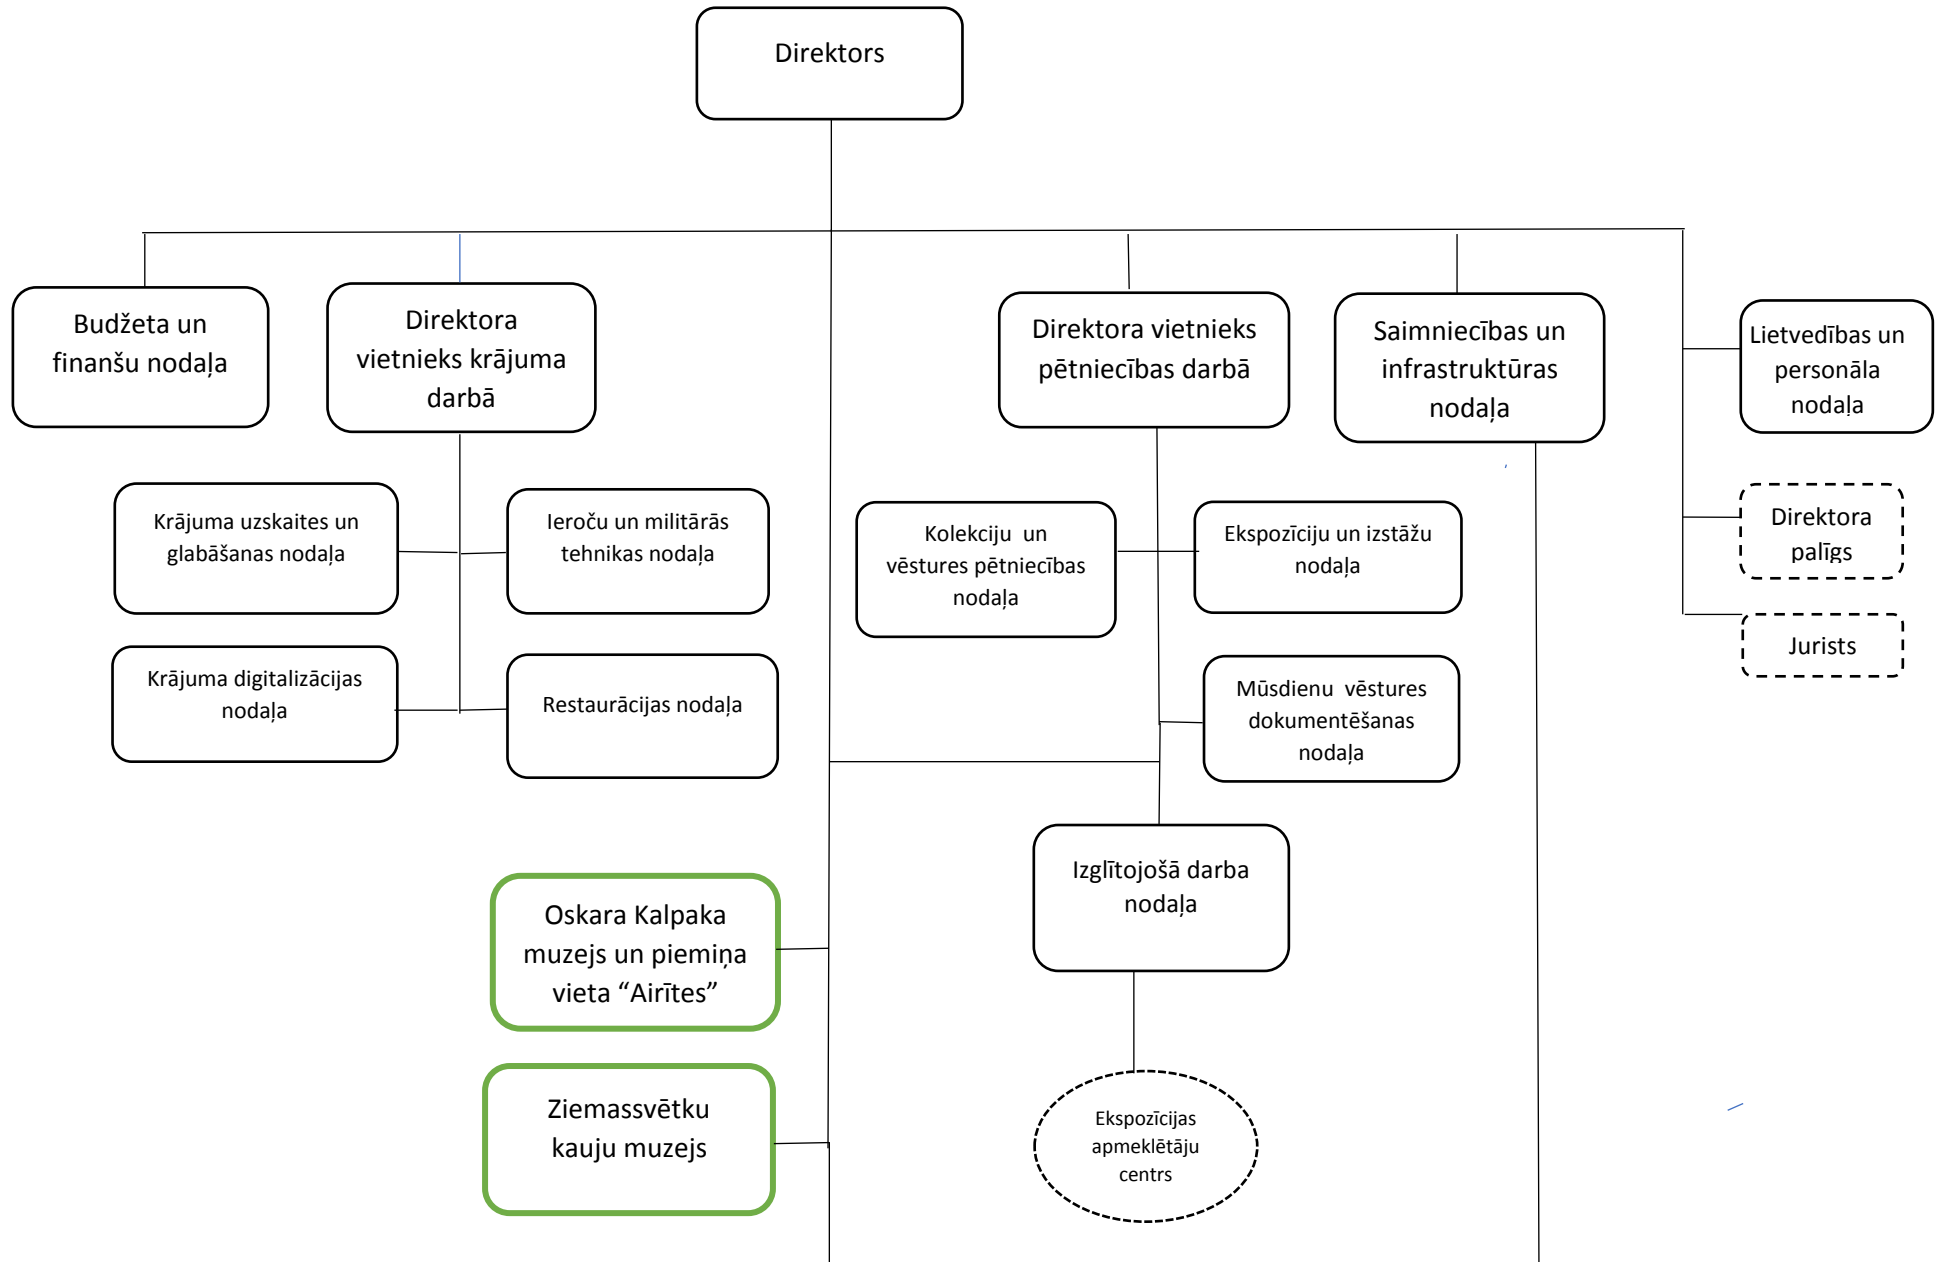 Direktors
Budžeta un
finanšu nodaļa
Direktora
vietnieks krājuma
darbā
Direktora vietnieks
pētniecības darbā
Saimniecības un
infrastruktūras
nodaļa
Lietvedības un
personāla
nodaļa
Krājuma uzskaites un
glabāšanas nodaļa
Ieroču un militārās
tehnikas nodaļa
Kolekciju un
vēstures pētniecības
nodaļa
Ekspozīciju un izstāžu
nodaļa
Direktora
palīgs
Jurists
Krājuma digitalizācijas
nodaļa
Restaurācijas nodaļa
Mūsdienu vēstures
dokumentēšanas
nodaļa
Izglītojošā darba
nodaļa
Oskara Kalpaka
muzejs un piemiņa
vieta “Airītes”
Ziemassvētku
kauju muzejs
Ekspozīcijas
apmeklētāju
centrs